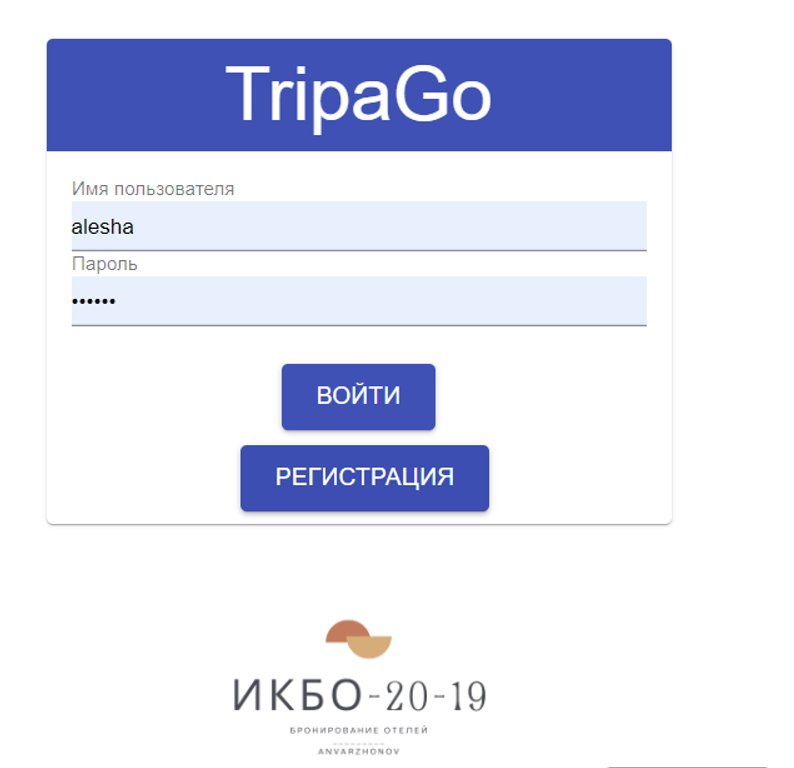 TripaGo
Имя пользователя
alesha
Пароль
••••••
ВОЙТИ
РЕГИСТРАЦИЯ
ИКБО-20-19
БРОНИРОВАНИЕ ОТЕЛЕЙ
ANVARZHONOV